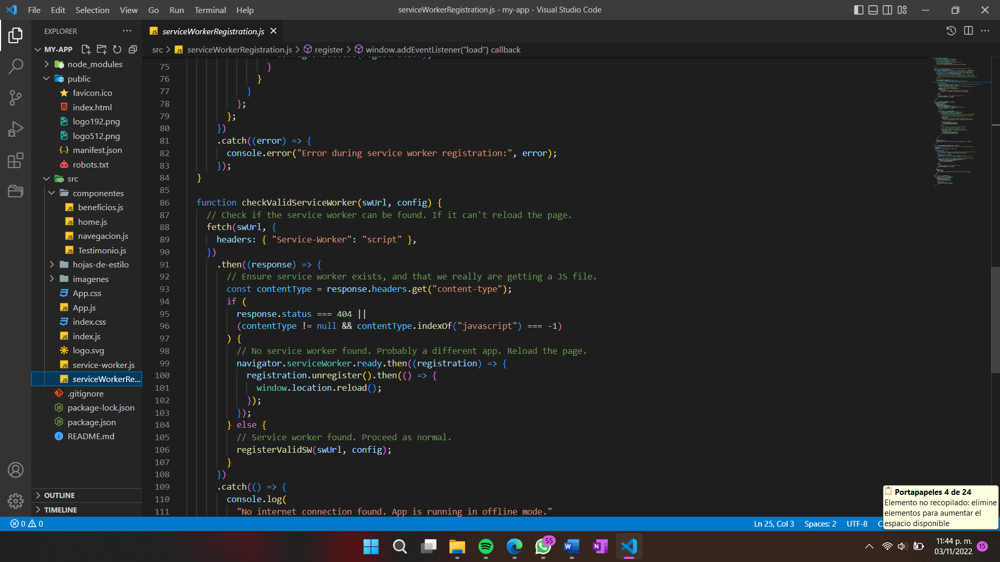 File Edit Selection View Go Run Terminal Help
serviceWorkerRegistration.js - my-app - Visual Studio Code
EXPLORER
MY-APP
node_modules
public
favicon.ico
index.html
logo192.png
logo512.png
manifest.json
robots.txt
src
componentes
beneficios.js
home.js
navegacion.js
Testimonio.js
hojas-de-estilo
imagenes
App.css
App.js
index.css
index.js
logo.svg
service-worker.js
serviceWorkerRe...
.gitignore
package-lock.json
package.json
README.md
OUTLINE
TIMELINE
serviceWorkerRegistration.js
src > serviceWorkerRegistration.js > register > window.addEventListener("load") callback
75 }
76 }
77 }
78 };
79 };
80 })
81 .catch((error) => {
82 console.error("Error during service worker registration:", error);
83 });
84 }
85
86 function checkValidServiceWorker(swUrl, config) {
87 // Check if the service worker can be found. If it can't reload the page.
88 fetch(swUrl, {
89 headers: { "Service-Worker": "script" },
90 })
91 .then((response) => {
92 // Ensure service worker exists, and that we really are getting a JS file.
93 const contentType = response.headers.get("content-type");
94 if (
95 response.status === 404 ||
96 (contentType != null && contentType.indexOf("javascript") === -1)
97 ) {
98 // No service worker found. Probably a different app. Reload the page.
99 navigator.serviceWorker.ready.then((registration) => {
100 registration.unregister().then(() => {
101 window.location.reload();
102 });
103 });
104 } else {
105 // Service worker found. Proceed as normal.
106 registerValidSW(swUrl, config);
107 }
108 })
109 .catch(() => {
110 console.log(
111 "No internet connection found. App is running in offline mode."
Portapapeles 4 de 24
Elemento no recopilado: elimine
elementos para aumentar el
espacio disponible
0 0
Ln 25, Col 3 Spaces: 2 UTF-8
55
11:44 p. m.
03/11/2022
15